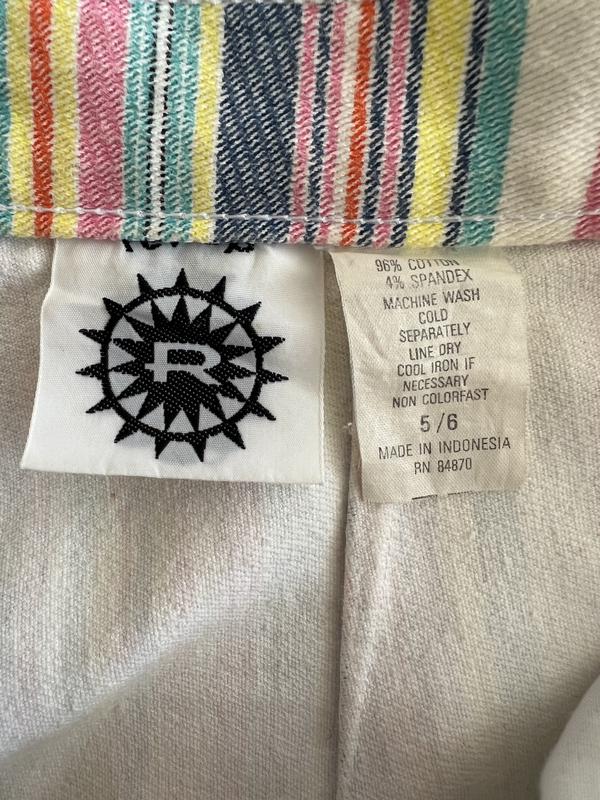 R
96% COTTON
4% SPANDEX
MACHINE WASH
COLD
SEPARATELY
LINE DRY
COOL IRON IF
NECESSARY
NON COLORFAST
5/6
MADE IN INDONESIA
RN 84870